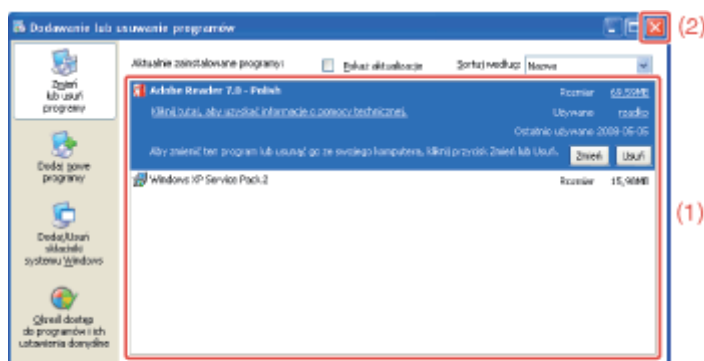 Dodawanie lub usuwanie programów
(2)
Zmień
lub usuń
programy
Aktualnie zainstalowane programy:
Pokaż aktualizacje
Sortuj według:
Nazwa
Adobe Reader 7.0 - Polish
Rozmiar
69,59MB
Kliknij tutaj, aby uzyskać informacje o pomocy technicznej.
Używane
rzadko
Ostatnio używane
2008-05-05
Aby zmienić ten program lub usunąć go ze swojego komputera, kliknij przycisk Zmień lub Usuń.
Zmień
Usuń
Windows XP Service Pack 2
Rozmiar
15,98MB
(1)
Dodaj nowe
programy
Dodaj/Usuń
składniki
systemu Windows
Określ dostęp
do programów i ich
ustawienia domyślne